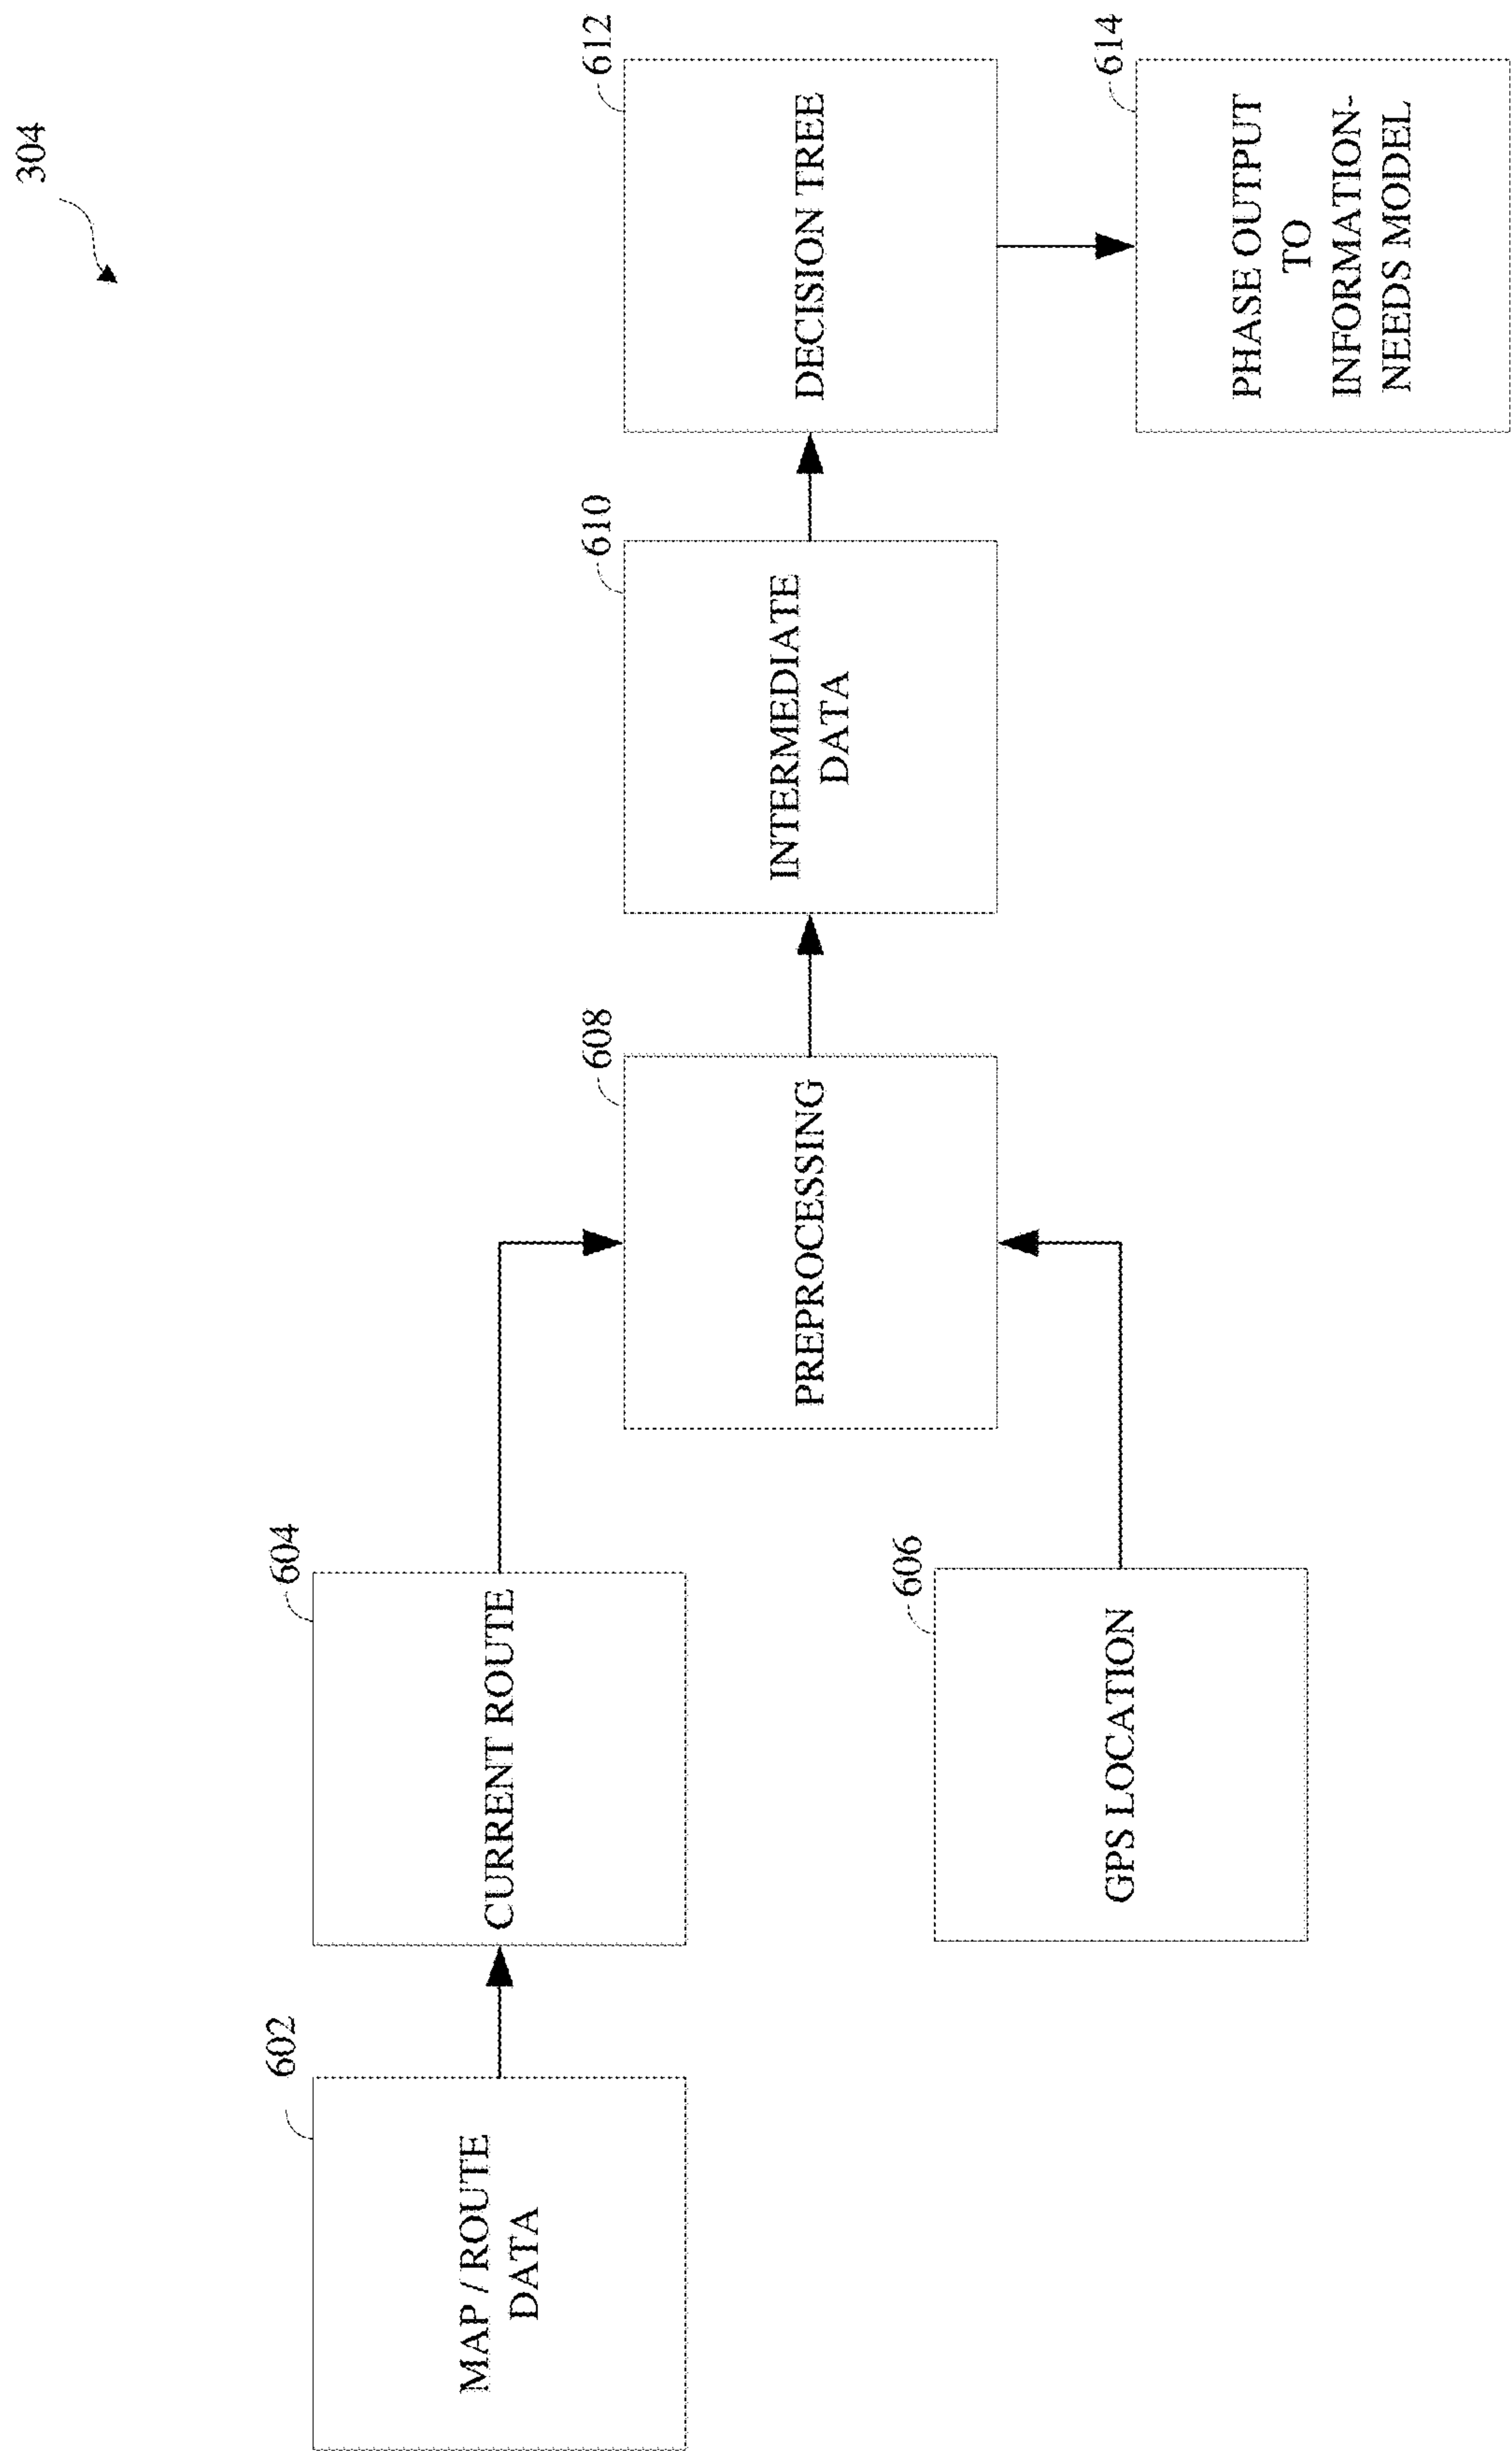 304
602
MAP / ROUTE
DATA
604
CURRENT ROUTE
606
GPS LOCATION
608
PREPROCESSING
610
INTERMEDIATE
DATA
612
DECISION TREE
614
PHASE OUTPUT
TO
INFORMATION-
NEEDS MODEL